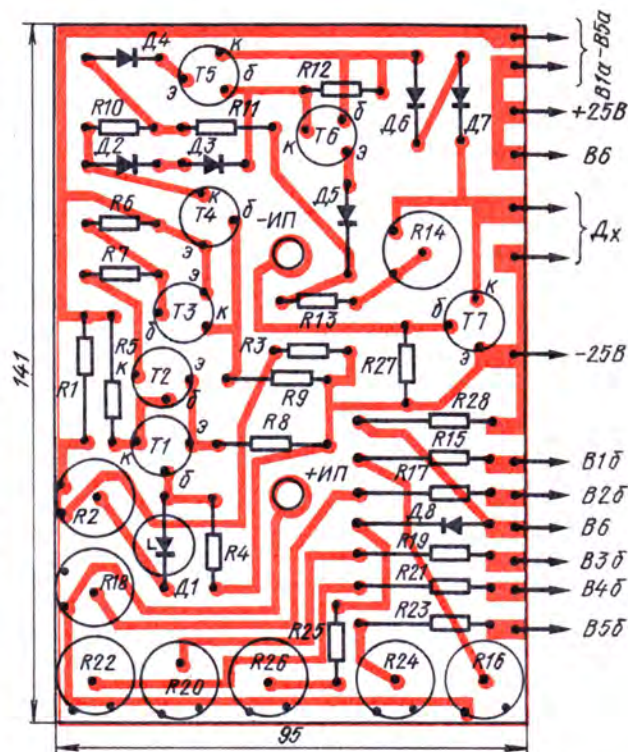 Д4
к
Т5
б
э
R12
В1а-В5а
+25В
R10
R11
к
Т6
б
э
Д6
Д7
Д2
Д3
В6
к
Т4
б
э
R6
-ИП
Д5
R14
Дх
R7
э
Т3
к
б
R13
к
б
Т7
э
R1
R5
к
Т2
э
б
R3
R9
R27
-25В
141
к
Т1
э
б
R8
R28
R15
В1б
R2
+ИП
R17
В2б
Д8
В6
L
Д1
R4
R19
В3б
R18
R21
В4б
R25
R23
В5б
R22
R20
R26
R24
R16
95